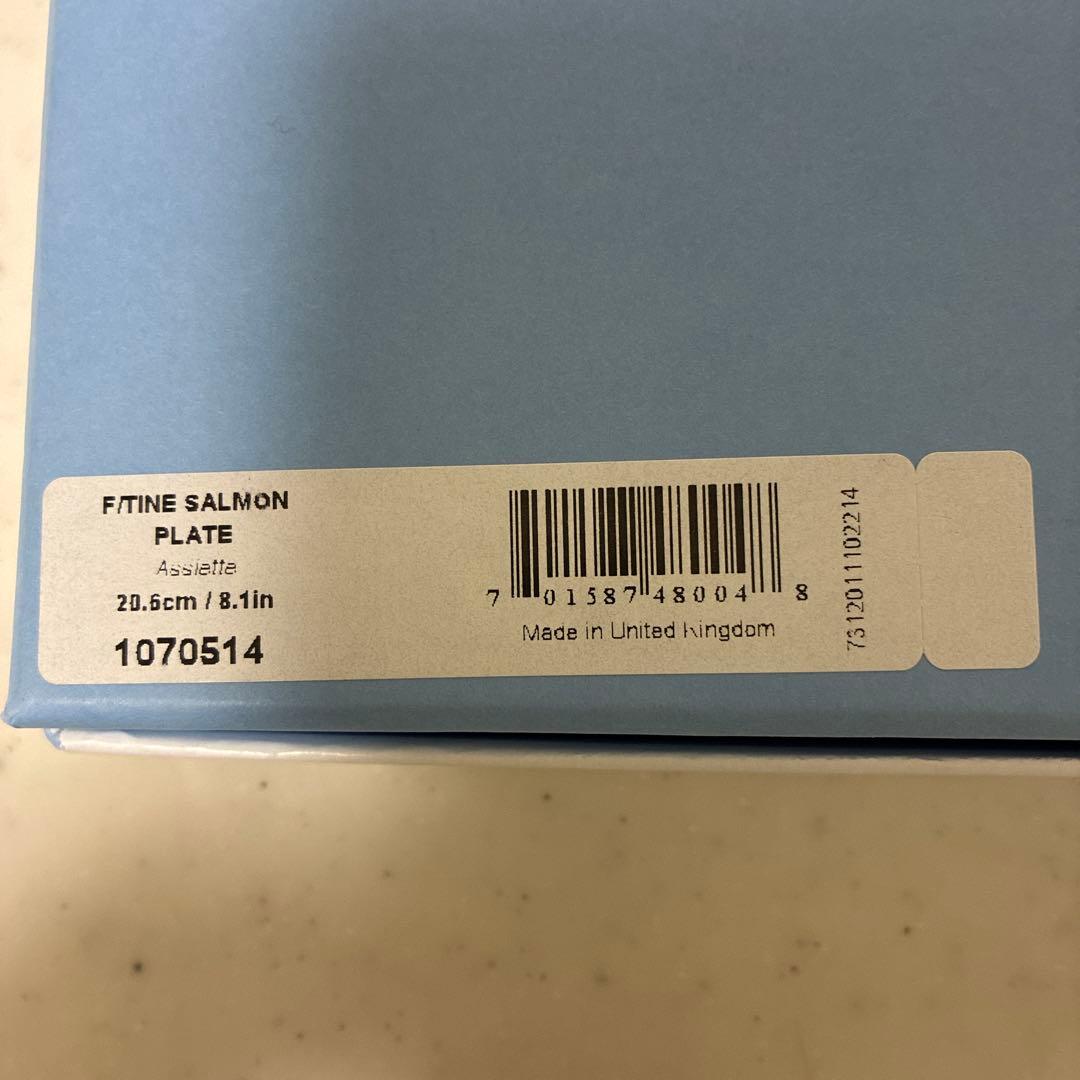 F/TINE SALMON
PLATE
Assiette
20.6cm / 8.1in
1070514
7 01587 48004 8
Made in United Kingdom
7312011102214